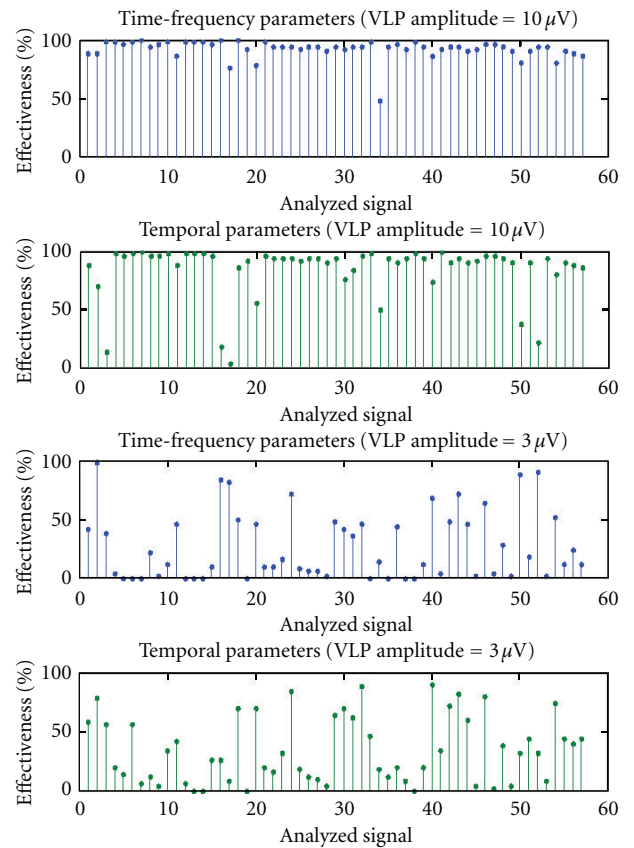 Time-frequency parameters (VLP amplitude = 10 μV)
Effectiveness (%)
100
50
0
0 10 20 30 40 50 60
Analyzed signal
Temporal parameters (VLP amplitude = 10 μV)
Effectiveness (%)
100
50
0
0 10 20 30 40 50 60
Analyzed signal
Time-frequency parameters (VLP amplitude = 3 μV)
Effectiveness (%)
100
50
0
0 10 20 30 40 50 60
Analyzed signal
Temporal parameters (VLP amplitude = 3 μV)
Effectiveness (%)
100
50
0
0 10 20 30 40 50 60
Analyzed signal